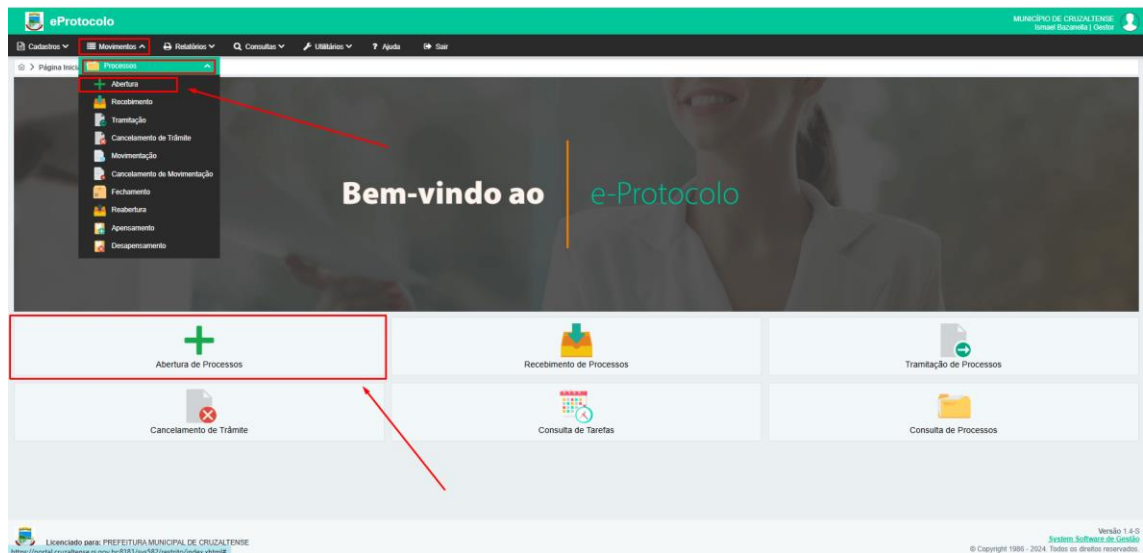 eProtocolo
MUNICÍPIO DE CRUZALTENSE
Ismael Bazanella | Gestor
Cadastros Movimentos Relatórios Consultas Utilitários ? Ajuda Sair
> Página Inicial
Processos
Abertura
Recebimento
Tramitação
Cancelamento de Trâmite
Movimentação
Cancelamento de Movimentação
Fechamento
Reabertura
Apensamento
Desapensamento
Bem-vindo ao e-Protocolo
Abertura de Processos
Recebimento de Processos
Tramitação de Processos
Cancelamento de Trâmite
Consulta de Tarefas
Consulta de Processos
Licenciado para: PREFEITURA MUNICIPAL DE CRUZALTENSE
Versão 1.4-S
System Software de Gestão
© Copyright 1986 - 2024. Todos os direitos reservados.